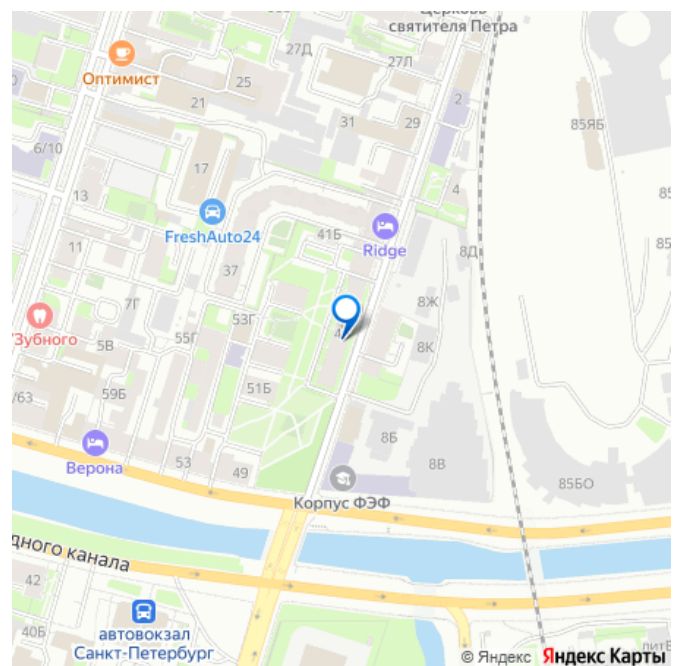 Церковь
святителя Петра
27Д
27Л
Оптимист
25
21
2
31
29
85ЯБ
6/10
17
4
13
FreshAuto24
41Б
Ridge
8Д
11
37
7Г
53Г
8Ж
Зубного
5В
55Г
8К
51Б
59Б
/63
8Б
8В
Верона
53
49
85БО
Корпус ФЭФ
дного канала
42
автовокзал
Санкт-Петербург
40Б
© Яндекс
Яндекс Карты